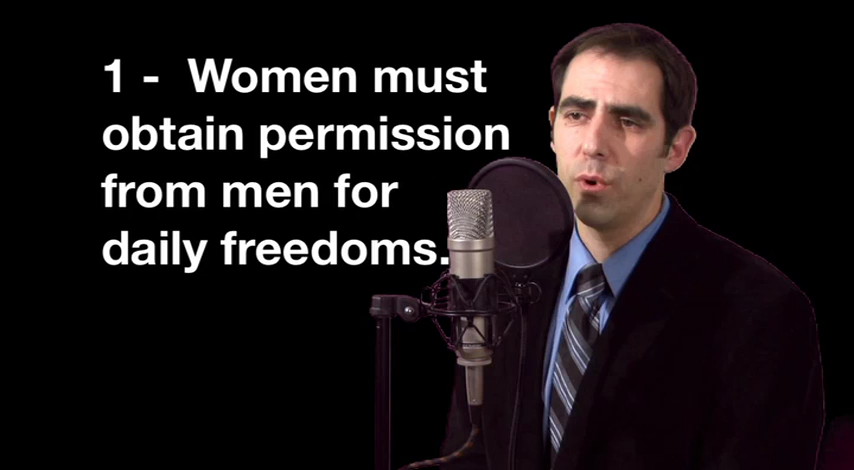 1 -  Women must
obtain permission
from men for
daily freedoms.